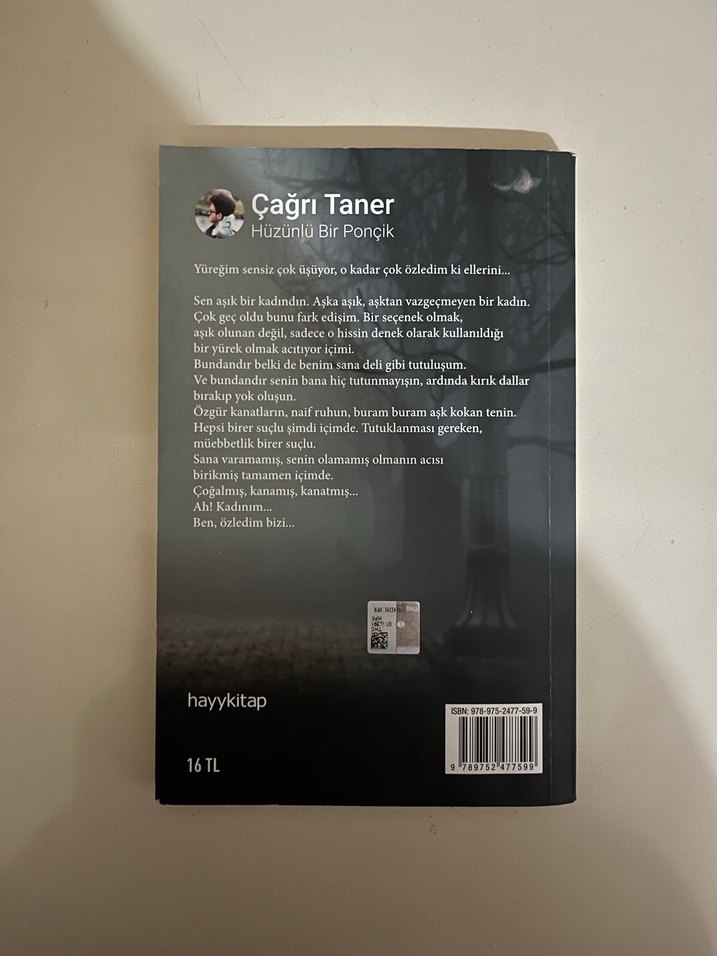 Çağrı Taner
Hüzünlü Bir Ponçik
Yüreğim sensiz çok üşüyor, o kadar çok özledim ki ellerini...
Sen aşık bir kadındın. Aşka aşık, aşktan vazgeçmeyen bir kadın.
Çok geç oldu bunu fark edişim. Bir seçenek olmak,
aşık olunan değil, sadece o hissin denek olarak kullanıldığı
bir yürek olmak acıtıyor içimi.
Bundandır belki de benim sana deli gibi tutuluşum.
Ve bundandır senin bana hiç tutunmayışın, ardında kırık dallar
bırakıp yok oluşun.
Özgür kanatların, naif ruhun, buram buram aşk kokan tenin.
Hepsi birer suçlu şimdi içimde. Tutuklanması gereken,
müebbetlik birer suçlu.
Sana varamamış, senin olamamış olmanın acısı
birikmiş tamamen içimde.
Çoğalmış, kanamış, kanatmış...
Ah! Kadınım...
Ben, özledim bizi...
hayykitap
16 TL
ISBN: 978-975-2477-59-9
9 789752 477599